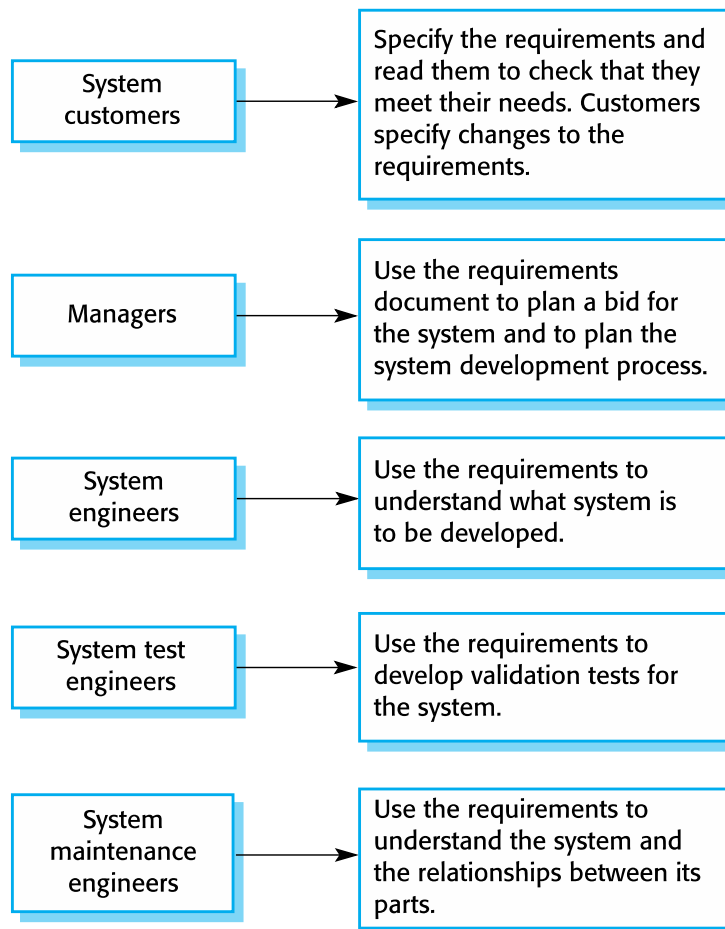 System
customers
Specify the requirements and
read them to check that they
meet their needs. Customers
specify changes to the
requirements.
Managers
Use the requirements
document to plan a bid for
the system and to plan the
system development process.
System
engineers
Use the requirements to
understand what system is
to be developed.
System test
engineers
Use the requirements to
develop validation tests for
the system.
System
maintenance
engineers
Use the requirements to
understand the system and
the relationships between its
parts.